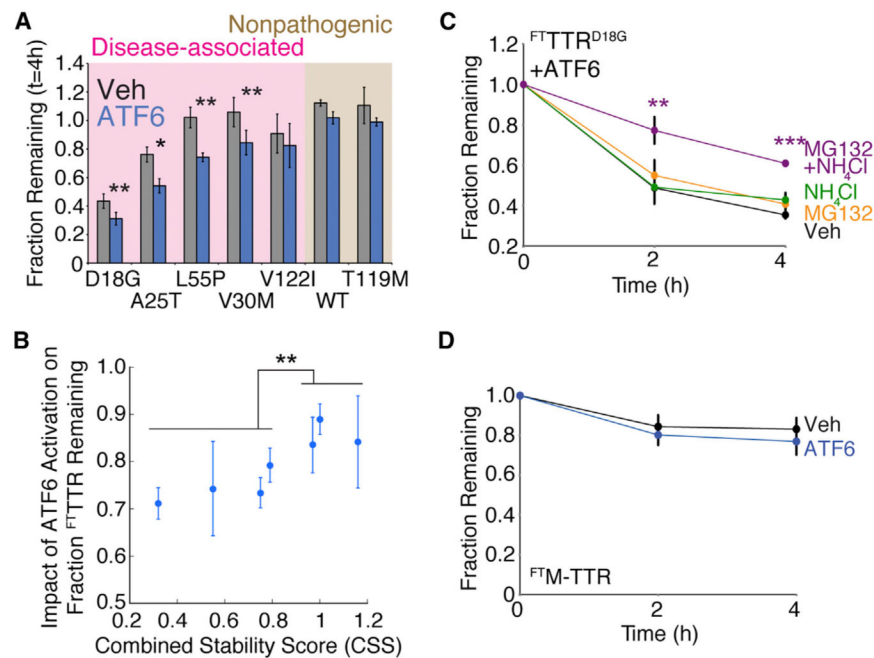 A
Nonpathogenic
Disease-associated
Fraction Remaining (t=4h)
1.4
1.2
1.0
0.8
0.6
0.4
0.2
0
Veh
ATF6
**
*
**
**
D18G L55P V122I T119M
A25T V30M WT
B
Impact of ATF6 Activation on
Fraction FTTTR Remaining
1.0
0.9
0.8
0.7
0.6
0.5
**
0.2 0.4 0.6 0.8 1 1.2
Combined Stability Score (CSS)
C
Fraction Remaining
1.2
1.0
0.8
0.6
0.4
0.2
FTTTRD18G
+ATF6
**
***
MG132
+NH4Cl
NH4Cl
MG132
Veh
0 2 4
Time (h)
D
Fraction Remaining
1.0
0.8
0.6
0.4
0.2
0
Veh
ATF6
FTM-TTR
0 2 4
Time (h)